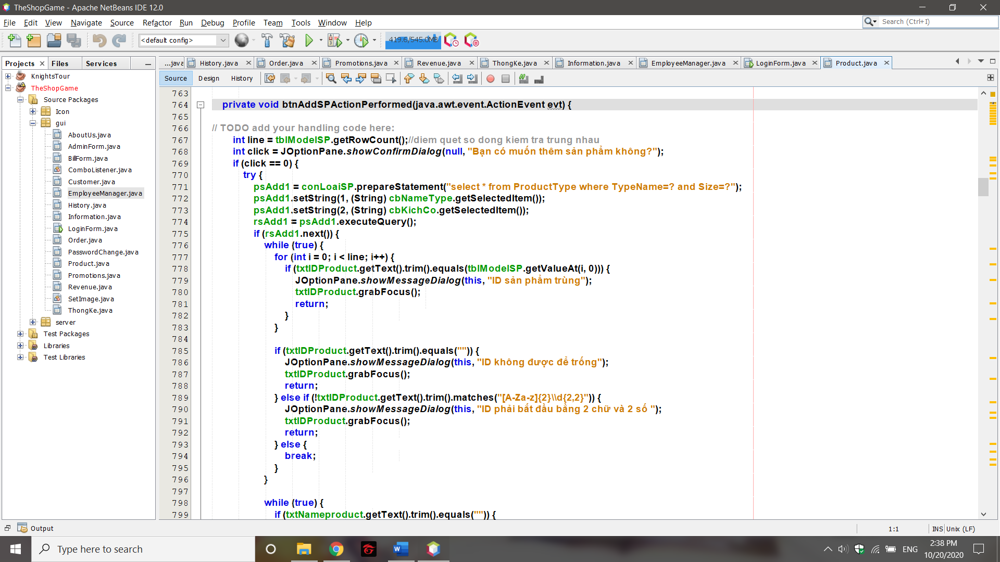 TheShopGame - Apache NetBeans IDE 12.0
File Edit View Navigate Source Refactor Run Debug Profile Team Tools Window Help
Search (Ctrl+I)
<default config>
419.6/545.0MB
Projects Files Services
...java History.java Order.java Promotions.java Revenue.java ThongKe.java Information.java EmployeeManager.java LoginForm.java Product.java
Source Design History
KnightsTour
TheShopGame
Source Packages
Icon
gui
AboutUs.java
AdminForm.java
BillForm.java
ComboListener.java
Customer.java
EmployeeManager.java
History.java
Information.java
LoginForm.java
Order.java
PasswordChange.java
Product.java
Promotions.java
Revenue.java
SetImage.java
ThongKe.java
server
Test Packages
Libraries
Test Libraries
763
764 private void btnAddSPActionPerformed(java.awt.event.ActionEvent evt) {
765
766 // TODO add your handling code here:
767 int line = tblModelSP.getRowCount();//diem quet so dong kiem tra trung nhau
768 int click = JOptionPane.showConfirmDialog(null, "Bạn có muốn thêm sản phẩm không?");
769 if (click == 0) {
770 try {
771 psAdd1 = conLoaiSP.prepareStatement("select * from ProductType where TypeName=? and Size=?");
772 psAdd1.setString(1, (String) cbNameType.getSelectedItem());
773 psAdd1.setString(2, (String) cbKichCo.getSelectedItem());
774 rsAdd1 = psAdd1.executeQuery();
775 if (rsAdd1.next()) {
776 while (true) {
777 for (int i = 0; i < line; i++) {
778 if (txtIDProduct.getText().trim().equals(tblModelSP.getValueAt(i, 0))) {
779 JOptionPane.showMessageDialog(this, "ID sản phẩm trùng");
780 txtIDProduct.grabFocus();
781 return;
782 }
783 }
784
785 if (txtIDProduct.getText().trim().equals("")) {
786 JOptionPane.showMessageDialog(this, "ID không được để trống");
787 txtIDProduct.grabFocus();
788 return;
789 } else if (!txtIDProduct.getText().trim().matches("[A-Za-z]{2}\\d{2,2}")) {
790 JOptionPane.showMessageDialog(this, "ID phải bắt đầu bằng 2 chữ và 2 số ");
791 txtIDProduct.grabFocus();
792 return;
793 } else {
794 break;
795 }
796 }
797
798 while (true) {
799 if (txtNameproduct.getText().trim().equals("")) {
Output
1:1 INS Unix (LF)
Type here to search
ENG
2:38 PM
10/20/2020